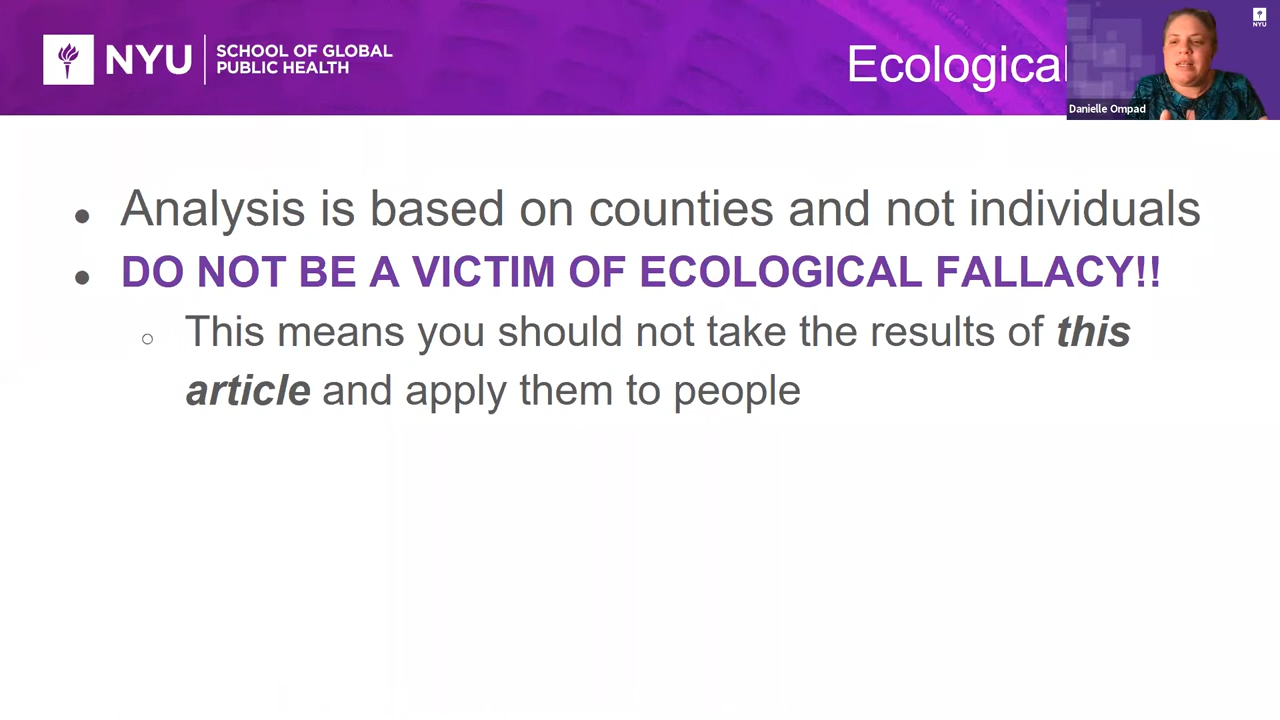 NYU
SCHOOL OF GLOBAL
PUBLIC HEALTH
Ecological
NYU
Danielle Ompad
● Analysis is based on counties and not individuals
● DO NOT BE A VICTIM OF ECOLOGICAL FALLACY!!
○ This means you should not take the results of this
article and apply them to people